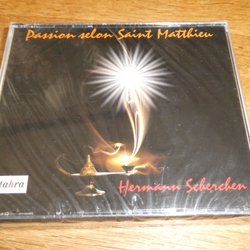 Passion selon Saint Matthieu
tahra
Hermann Scherchen